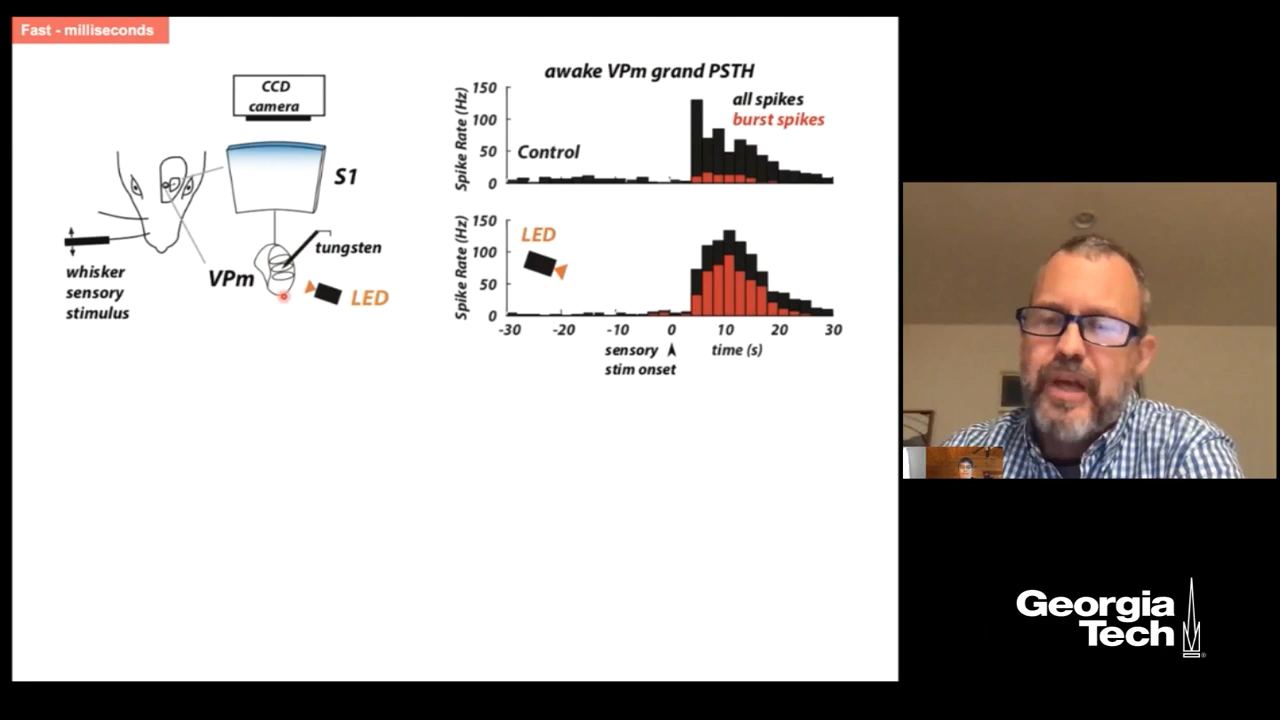 Fast - milliseconds
CCD
camera
S1
tungsten
VPm
LED
whisker
sensory
stimulus
awake VPm grand PSTH
Spike Rate (Hz)
150
100
50
0
Control
all spikes
burst spikes
Spike Rate (Hz)
150
100
50
0
LED
-30 -20 -10 0 10 20 30
sensory
stim onset
time (s)
Georgia
Tech